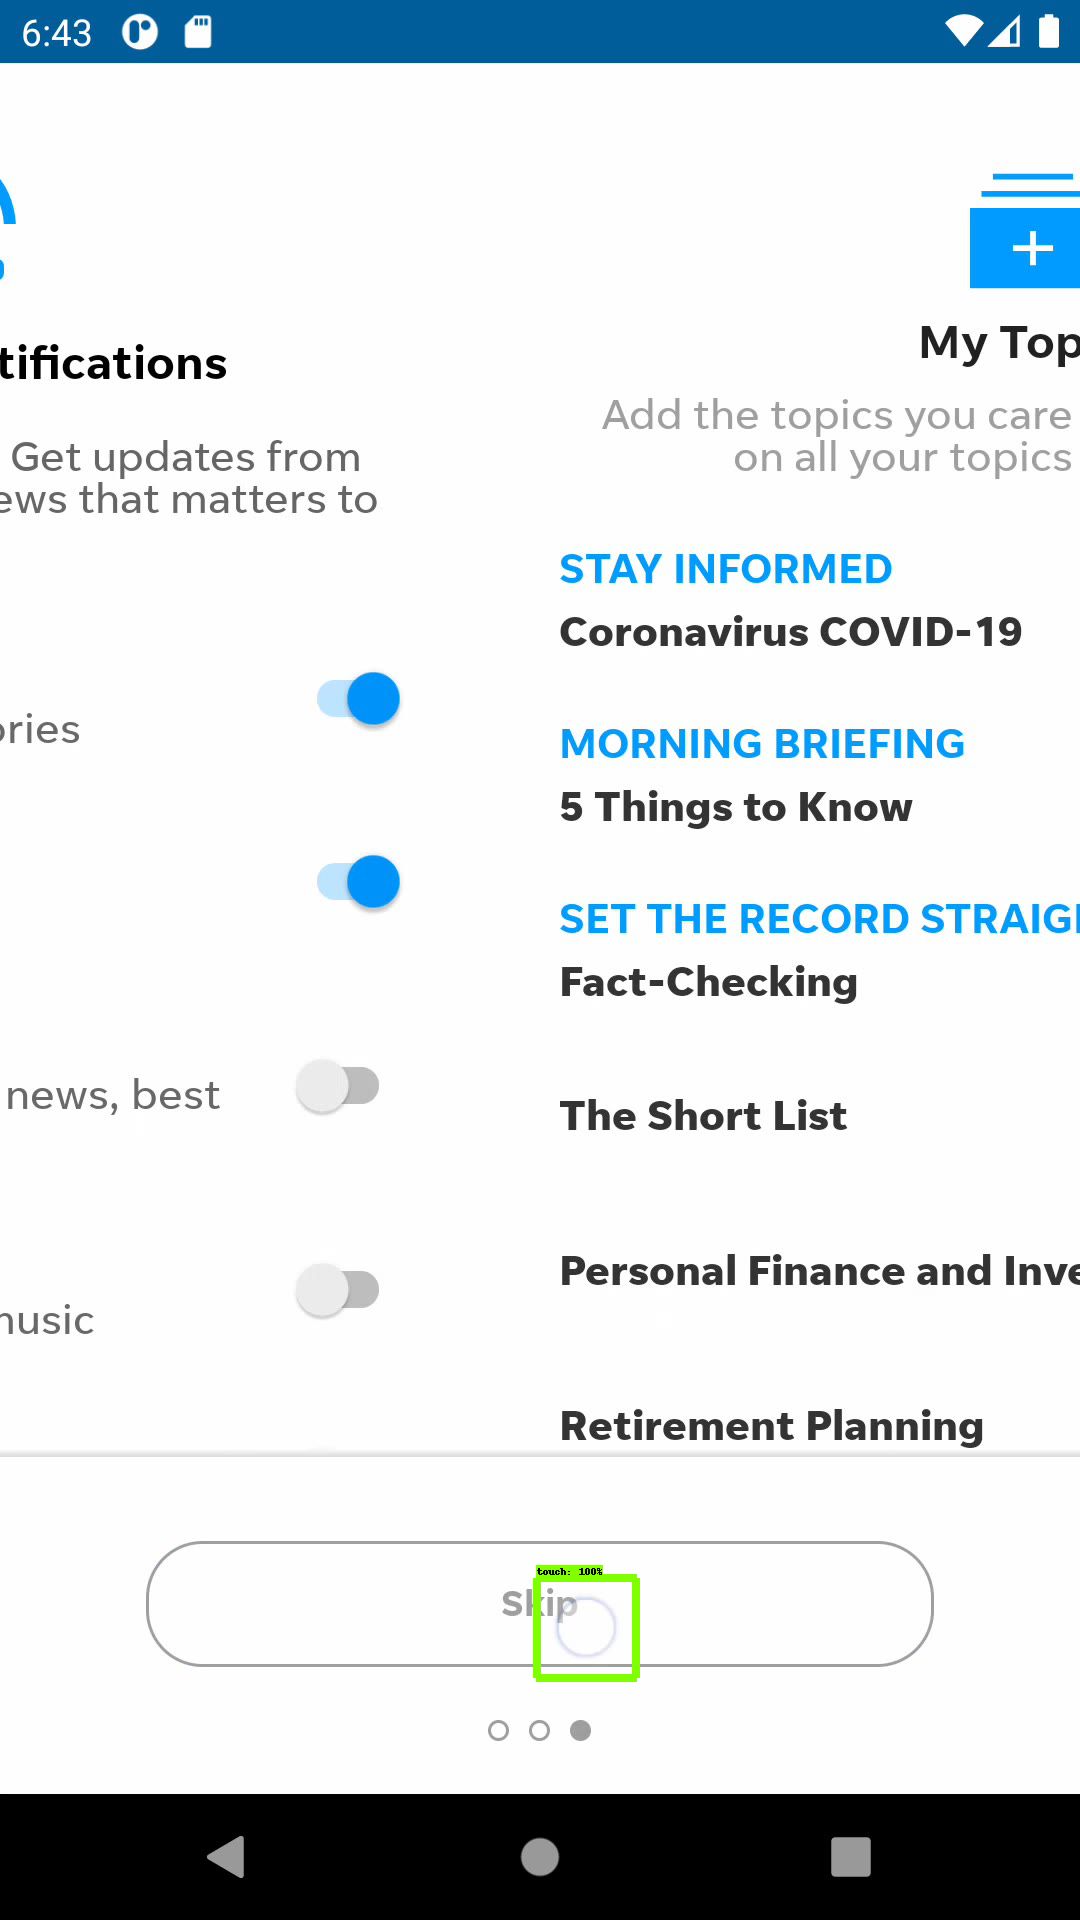 6:43
tifications
Get updates from
ews that matters to
ories
news, best
music
My Top
Add the topics you care
on all your topics
STAY INFORMED
Coronavirus COVID-19
MORNING BRIEFING
5 Things to Know
SET THE RECORD STRAIGH
Fact-Checking
The Short List
Personal Finance and Inve
Retirement Planning
touch: 100%
Skip